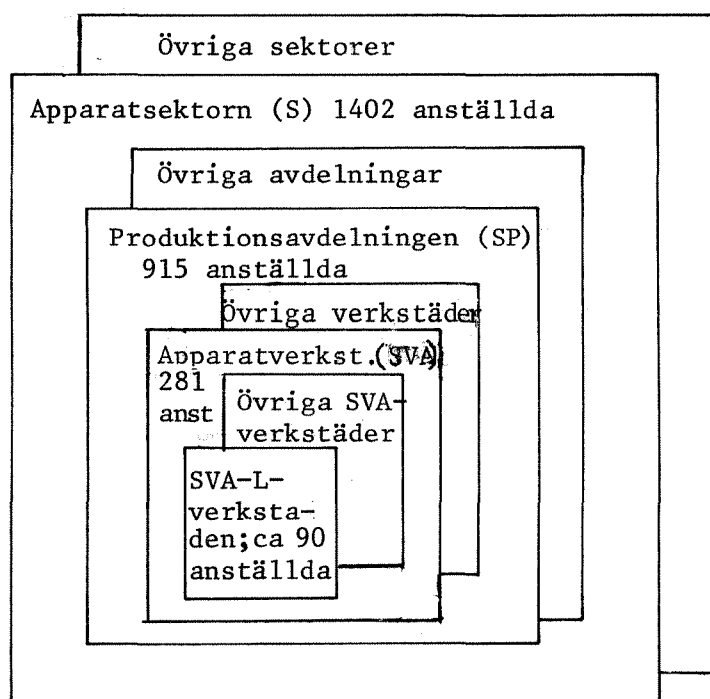 Övriga sektorer
Apparatsektorn (S) 1402 anställda
Övriga avdelningar
Produktionsavdelningen (SP)
915 anställda
Övriga verkstäder
Apparatverkst.(SVA)
281
anst
Övriga SVA-
verkstäder
SVA-L-
verksta-
den;ca 90
anställda